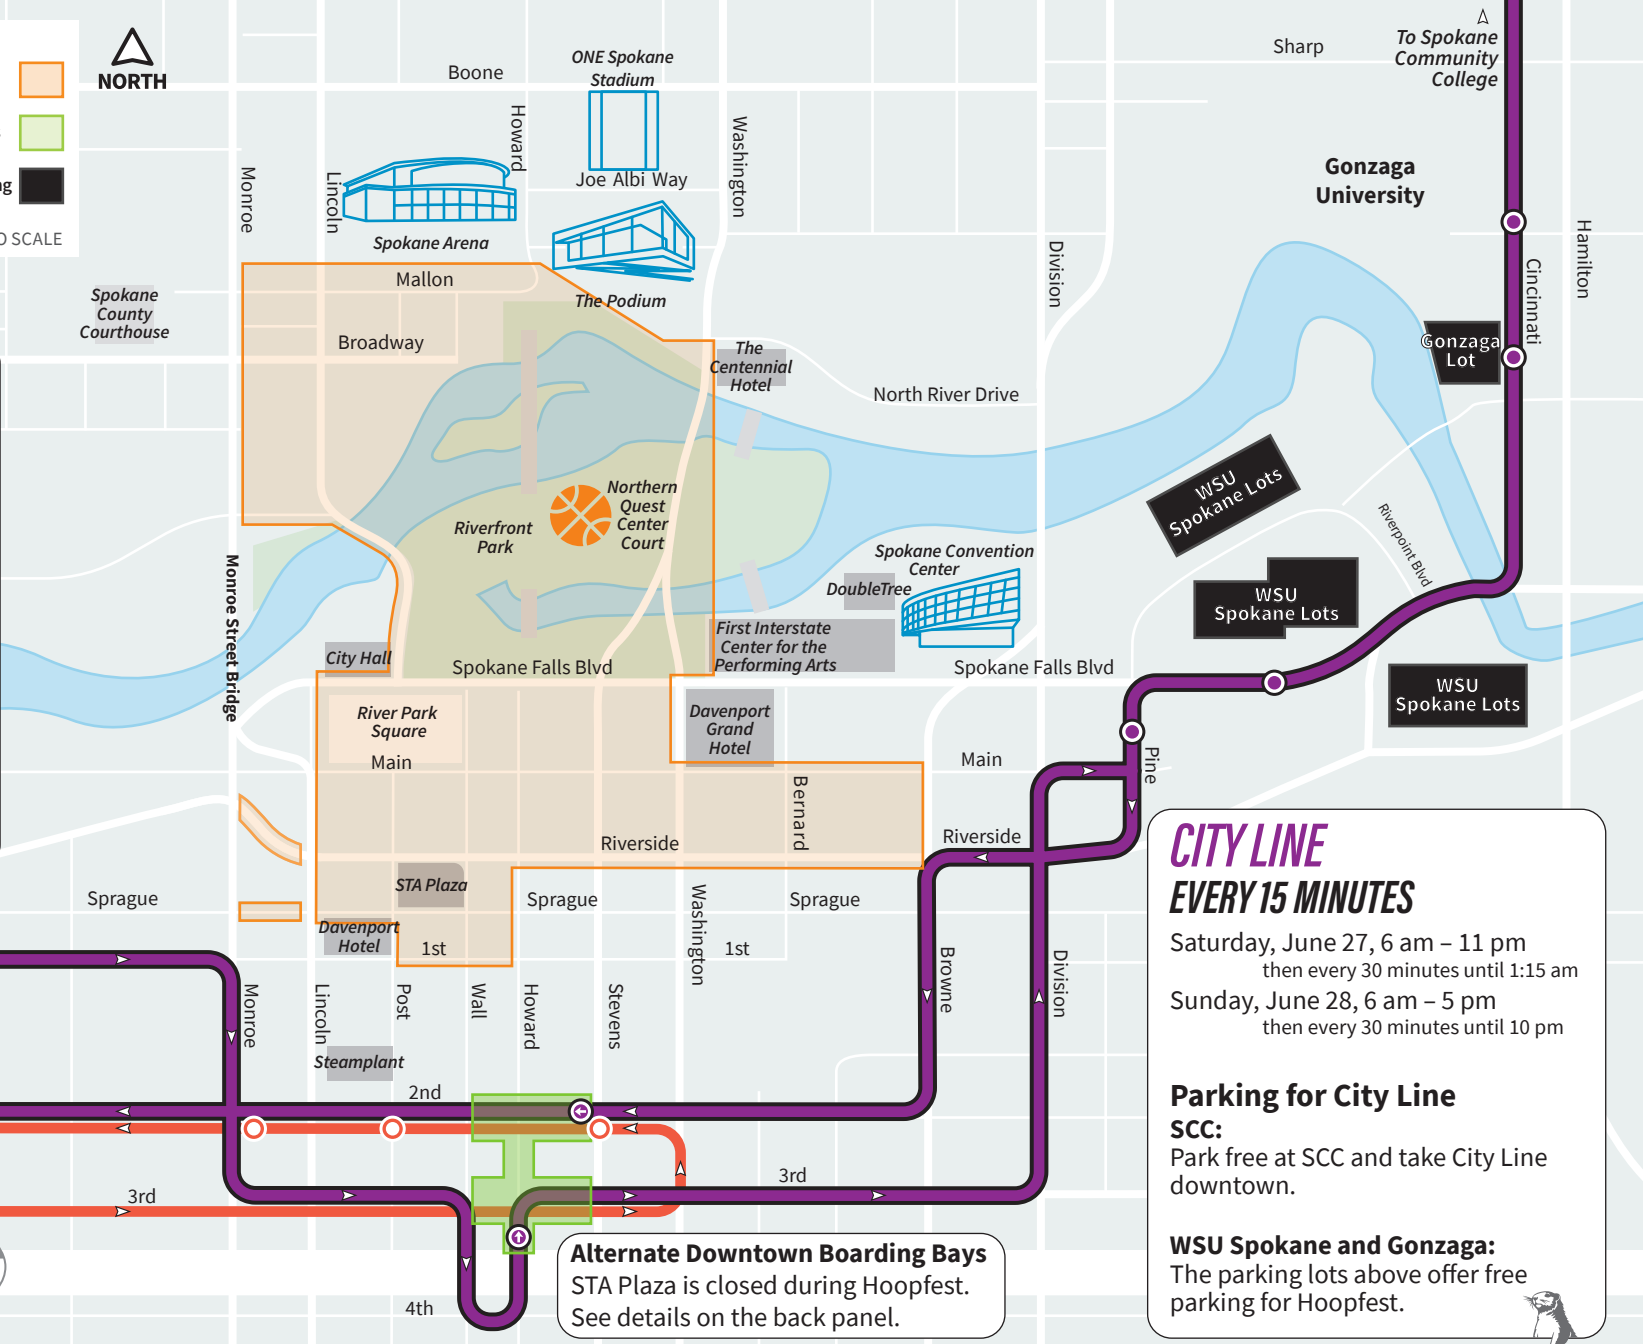 NORTH
g
O SCALE
Boone
Howard
ONE Spokane
Stadium
Washington
Sharp
To Spokane
Community
College
Monroe
Lincoln
Joe Albi Way
Spokane Arena
Gonzaga
University
Division
Hamilton
Cincinnati
Mallon
The Podium
Spokane
County
Courthouse
Broadway
The
Centennial
Hotel
Gonzaga
Lot
North River Drive
Northern
Quest
Center
Court
Riverfront
Park
WSU
Spokane Lots
Riverpoint Blvd
Spokane Convention
Center
DoubleTree
WSU
Spokane Lots
Monroe Street Bridge
First Interstate
Center for the
Performing Arts
City Hall
Spokane Falls Blvd
Spokane Falls Blvd
WSU
Spokane Lots
River Park
Square
Davenport
Grand
Hotel
Main
Main
Pine
Bernard
Riverside
Riverside
STA Plaza
Sprague
Sprague
Sprague
Washington
Davenport
Hotel
1st
1st
Browne
Division
Monroe
Lincoln
Post
Wall
Howard
Stevens
Steamplant
2nd
3rd
3rd
4th
Alternate Downtown Boarding Bays
STA Plaza is closed during Hoopfest.
See details on the back panel.
CITY LINE
EVERY 15 MINUTES
Saturday, June 27, 6 am – 11 pm
then every 30 minutes until 1:15 am
Sunday, June 28, 6 am – 5 pm
then every 30 minutes until 10 pm
Parking for City Line
SCC:
Park free at SCC and take City Line
downtown.
WSU Spokane and Gonzaga:
The parking lots above offer free
parking for Hoopfest.